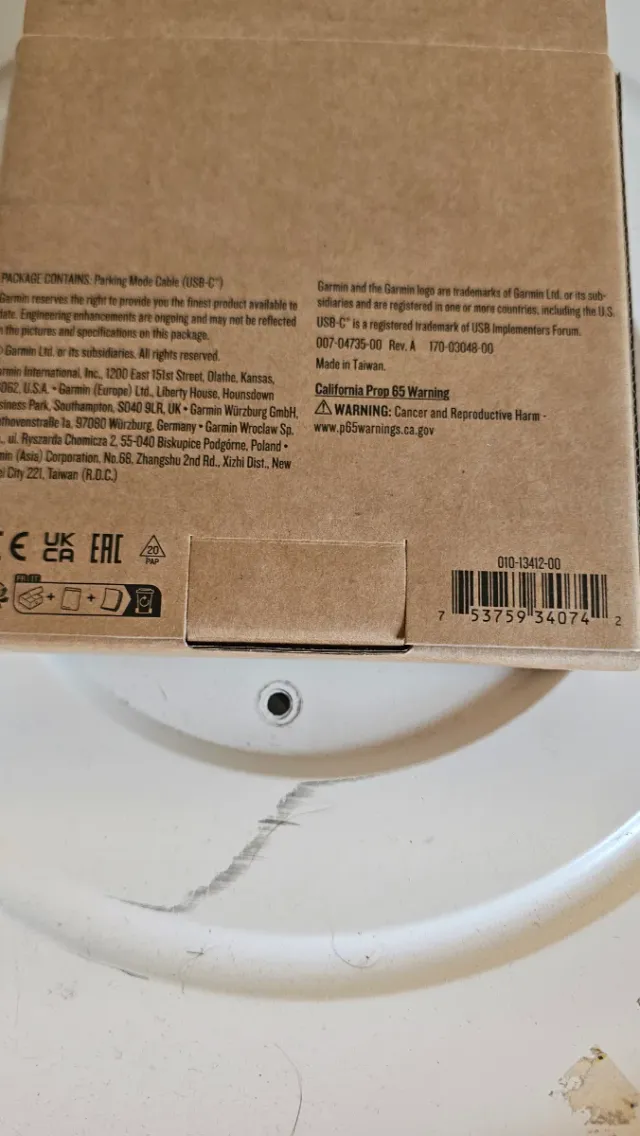 PACKAGE CONTAINS: Parking Mode Cable (USB-C®)
Garmin reserves the right to provide you the finest product available to
date. Engineering enhancements are ongoing and may not be reflected
in the pictures and specifications on this package.
Garmin Ltd. or its subsidiaries. All rights reserved.
International, Inc., 1200 East 151st Street, Olathe, Kansas,
U.S.A. • Garmin (Europe) Ltd., Liberty House, Hounsdown
Park, Southampton, SO40 9LR, UK • Garmin Würzburg GmbH,
1a, 97080 Würzburg, Germany • Garmin Wroclaw Sp.
ul. Ryszarda Chomicza 2, 55-040 Biskupice Podgórne, Poland •
(Asia) Corporation, No.68, Zhangshu 2nd Rd., Xizhi Dist., New
City 221, Taiwan (R.O.C.)
Garmin and the Garmin logo are trademarks of Garmin Ltd. or its sub-
sidiaries and are registered in one or more countries, including the U.S.
USB-C® is a registered trademark of USB Implementers Forum.
007-04735-00 Rev. A 170-03048-00
Made in Taiwan.
California Prop 65 Warning
⚠ WARNING: Cancer and Reproductive Harm -
www.p65warnings.ca.gov
CE UK CA EAC 20 PAP
FR-IT
010-13412-00
7 53759 34074 2